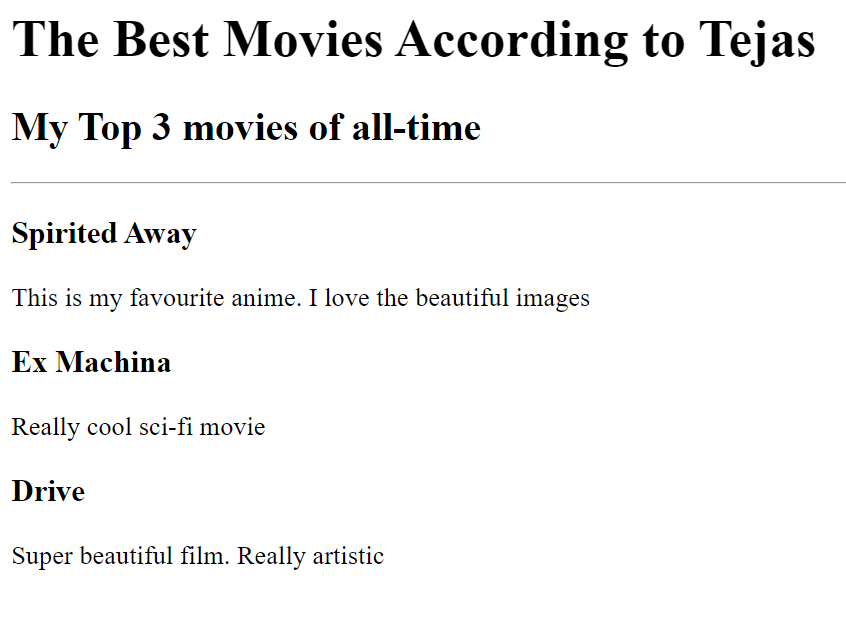 The Best Movies According to Tejas
My Top 3 movies of all-time
Spirited Away
This is my favourite anime. I love the beautiful images
Ex Machina
Really cool sci-fi movie
Drive
Super beautiful film. Really artistic